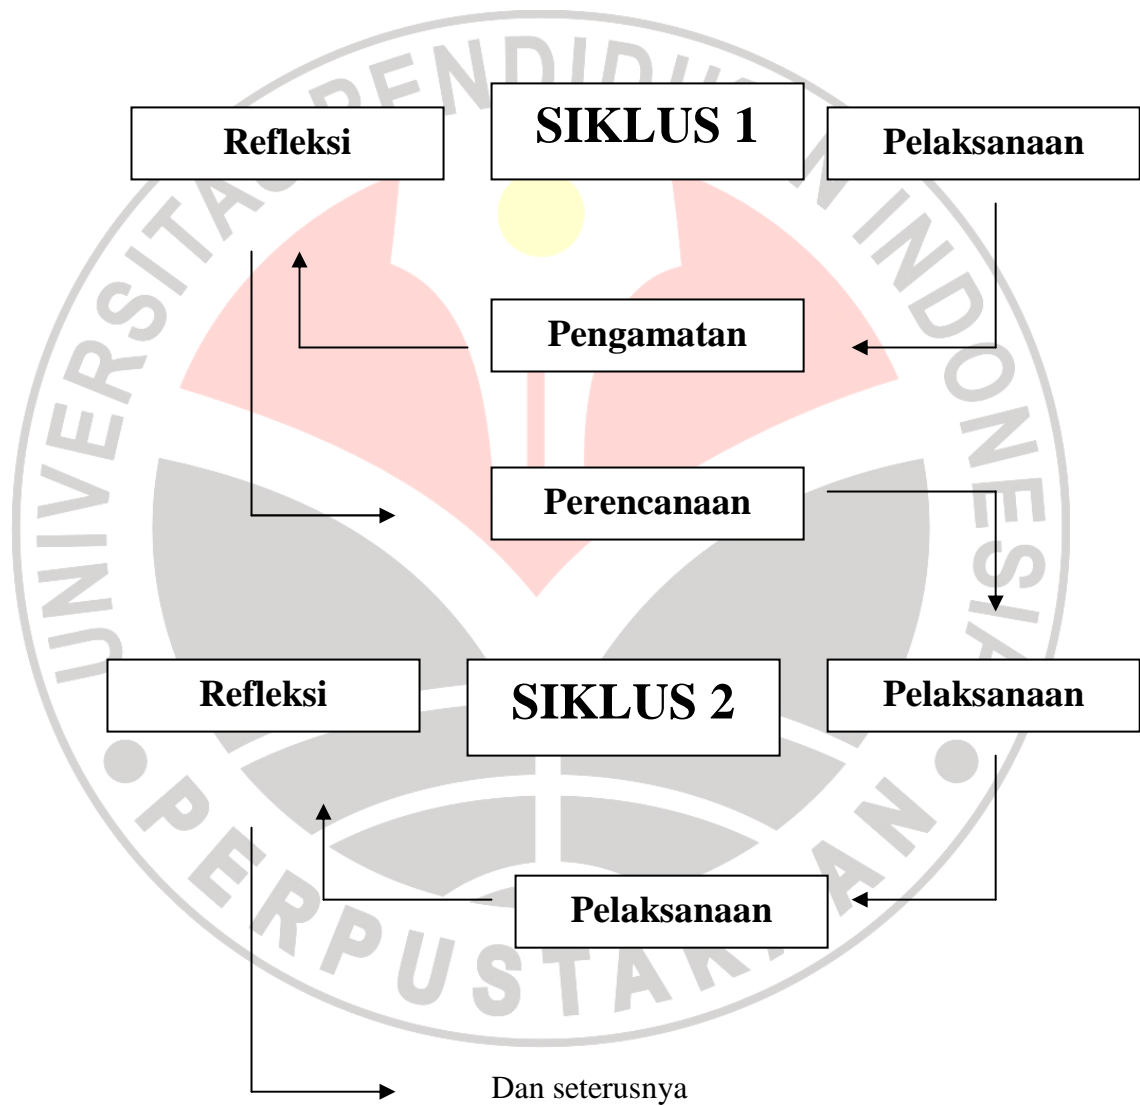 UNIVERSITAS PENDIDIKAN INDONESIA
Refleksi
SIKLUS 1
Pelaksanaan
Pengamatan
Perencanaan
Refleksi
SIKLUS 2
Pelaksanaan
Pelaksanaan
PERPUSTAKAAN
Dan seterusnya